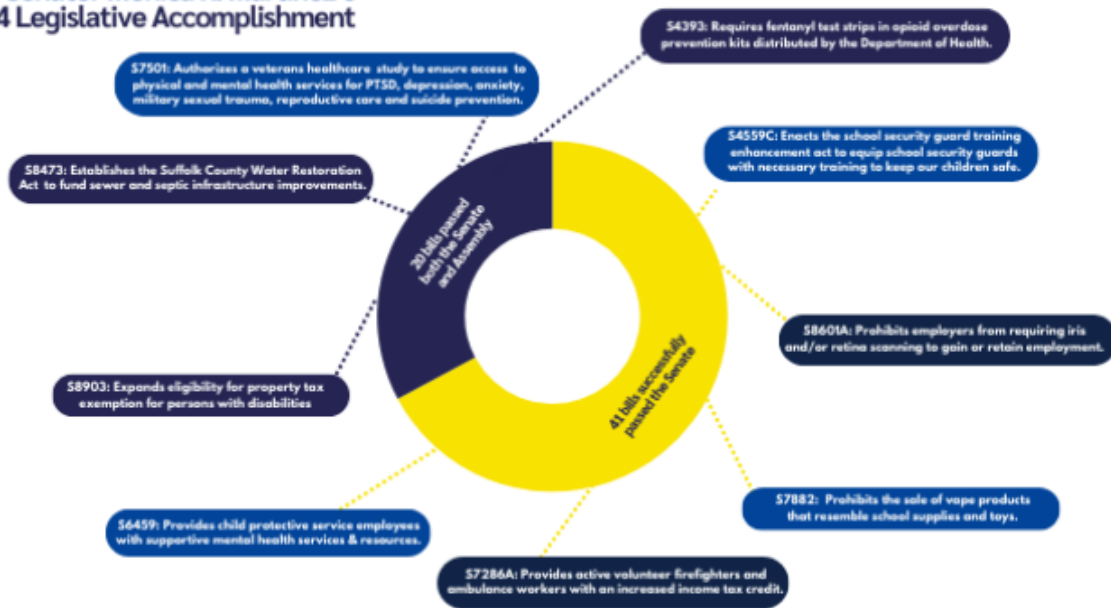 4 Legislative Accomplishment
S4393: Requires fentanyl test strips in opioid overdose
prevention kits distributed by the Department of Health.
S7501: Authorizes a veterans healthcare study to ensure access to
physical and mental health services for PTSD, depression, anxiety,
military sexual trauma, reproductive care and suicide prevention.
S4559C: Enacts the school security guard training
enhancement act to equip school security guards
with necessary training to keep our children safe.
S8473: Establishes the Suffolk County Water Restoration
Act to fund sewer and septic infrastructure improvements.
20 bills passed
both the Senate
and Assembly
S8601A: Prohibits employers from requiring iris
and/or retina scanning to gain or retain employment.
41 bills successfully
passed the Senate
S8903: Expands eligibility for property tax
exemption for persons with disabilities
S7882: Prohibits the sale of vape products
that resemble school supplies and toys.
S6459: Provides child protective service employees
with supportive mental health services & resources.
S7286A: Provides active volunteer firefighters and
ambulance workers with an increased income tax credit.